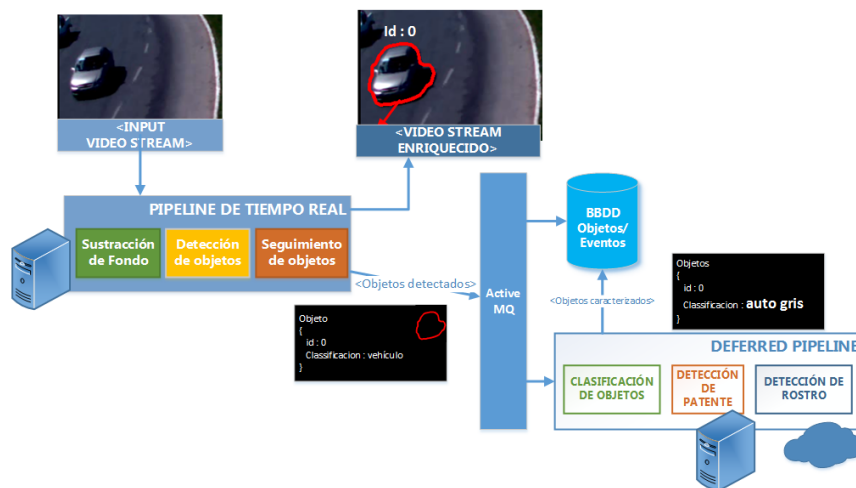 Id : 0
<INPUT
VIDEO STREAM>
<VIDEO STREAM
ENRIQUECIDO>
PIPELINE DE TIEMPO REAL
Sustracción
de Fondo
Detección
de objetos
Seguimiento
de objetos
<Objetos detectados>
Objeto
{
id : 0
Classificacion : vehículo
}
Active
MQ
BBDD
Objetos/
Eventos
<Objetos caracterizados>
Objetos
{
id : 0
Classificacion : auto gris
}
DEFERRED PIPELINE
CLASIFICACIÓN
DE OBJETOS
DETECCIÓN
DE
PATENTE
DETECCIÓN DE
ROSTRO